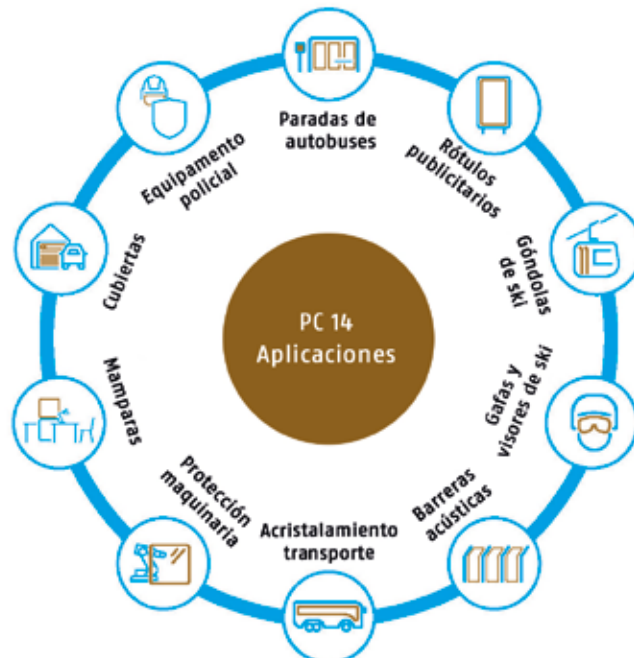 Paradas de
autobuses
Rótulos
publicitarios
Góndolas
de ski
Gafas y
visores de ski
Barreras
acústicas
Acristalamiento
transporte
Protección
maquinaria
Mamparas
Cubiertas
Equipamento
policial
PC 14
Aplicaciones